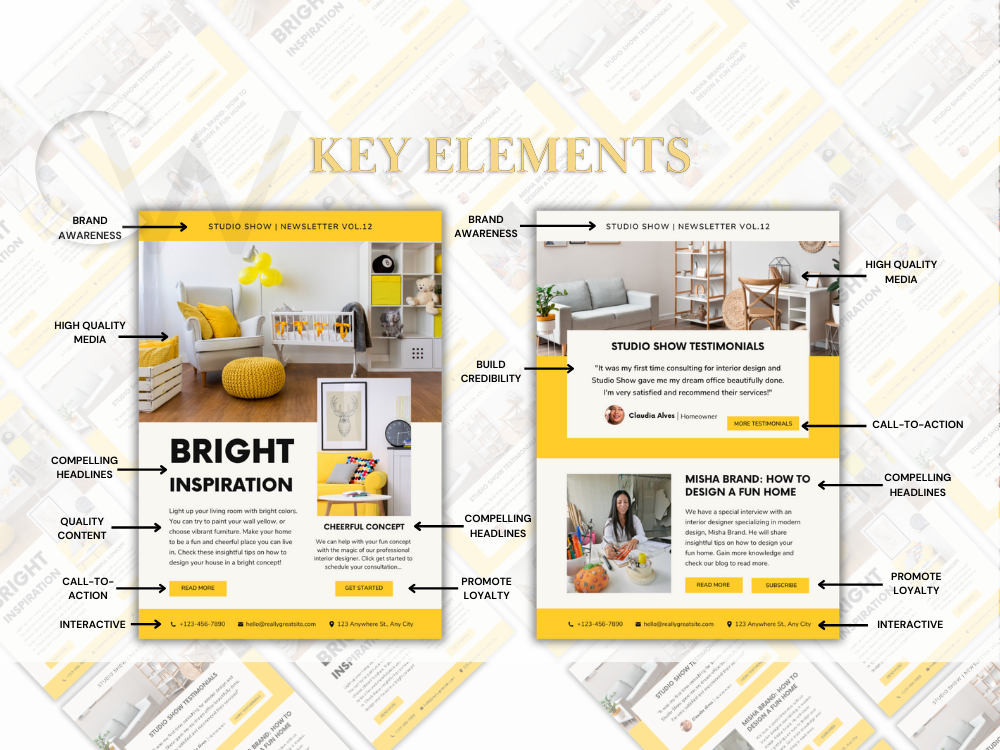 KEY ELEMENTS
BRAND
AWARENESS
HIGH QUALITY
MEDIA
COMPELLING
HEADLINES
QUALITY
CONTENT
CALL-TO-
ACTION
INTERACTIVE
STUDIO SHOW | NEWSLETTER VOL.12
BRIGHT
INSPIRATION
Light up your living room with bright colors.
You can try to paint your wall yellow, or
choose vibrant furniture. Make your home
to be a fun and cheerful place you can live
in. Check these insightful tips on how to
design your house in a bright concept!
READ MORE
CHEERFUL CONCEPT
We can help with your fun concept
with the magic of our professional
interior designer. Click get started to
schedule your consultation...
GET STARTED
+123-456-7890
hello@reallygreatsite.com
123 Anywhere St., Any City
BRAND
AWARENESS
BUILD
CREDIBILITY
COMPELLING
HEADLINES
PROMOTE
LOYALTY
STUDIO SHOW | NEWSLETTER VOL.12
STUDIO SHOW TESTIMONIALS
"It was my first time consulting for interior design and
Studio Show gave me my dream office beautifully done.
I'm very satisfied and recommend their services!"
Claudia Alves | Homeowner
MORE TESTIMONIALS
MISHA BRAND: HOW TO
DESIGN A FUN HOME
We have a special interview with an
interior designer specializing in modern
design, Misha Brand. He will share
insightful tips on how to design your
fun home. Gain more knowledge and
check our blog to read more.
READ MORE
SUBSCRIBE
+123-456-7890
hello@reallygreatsite.com
123 Anywhere St., Any City
HIGH QUALITY
MEDIA
CALL-TO-ACTION
COMPELLING
HEADLINES
PROMOTE
LOYALTY
INTERACTIVE